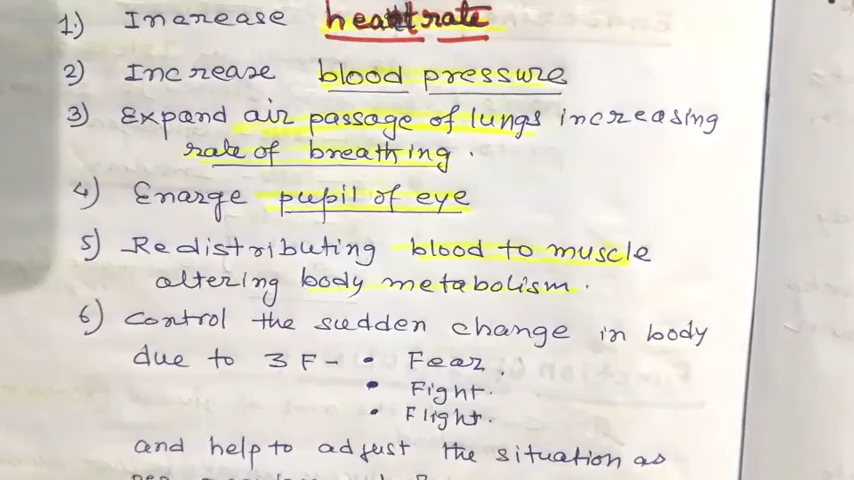 1.) Increase heart rate
2) Increase blood pressure
3) Expand air passage of lungs increasing
rate of breathing.
4) Enarge pupil of eye
5) Redistributing blood to muscle
altering body metabolism.
6) Control the sudden change in body
due to 3 F- • Fear.
• Fight.
• Flight.
and help to adjust the situation as